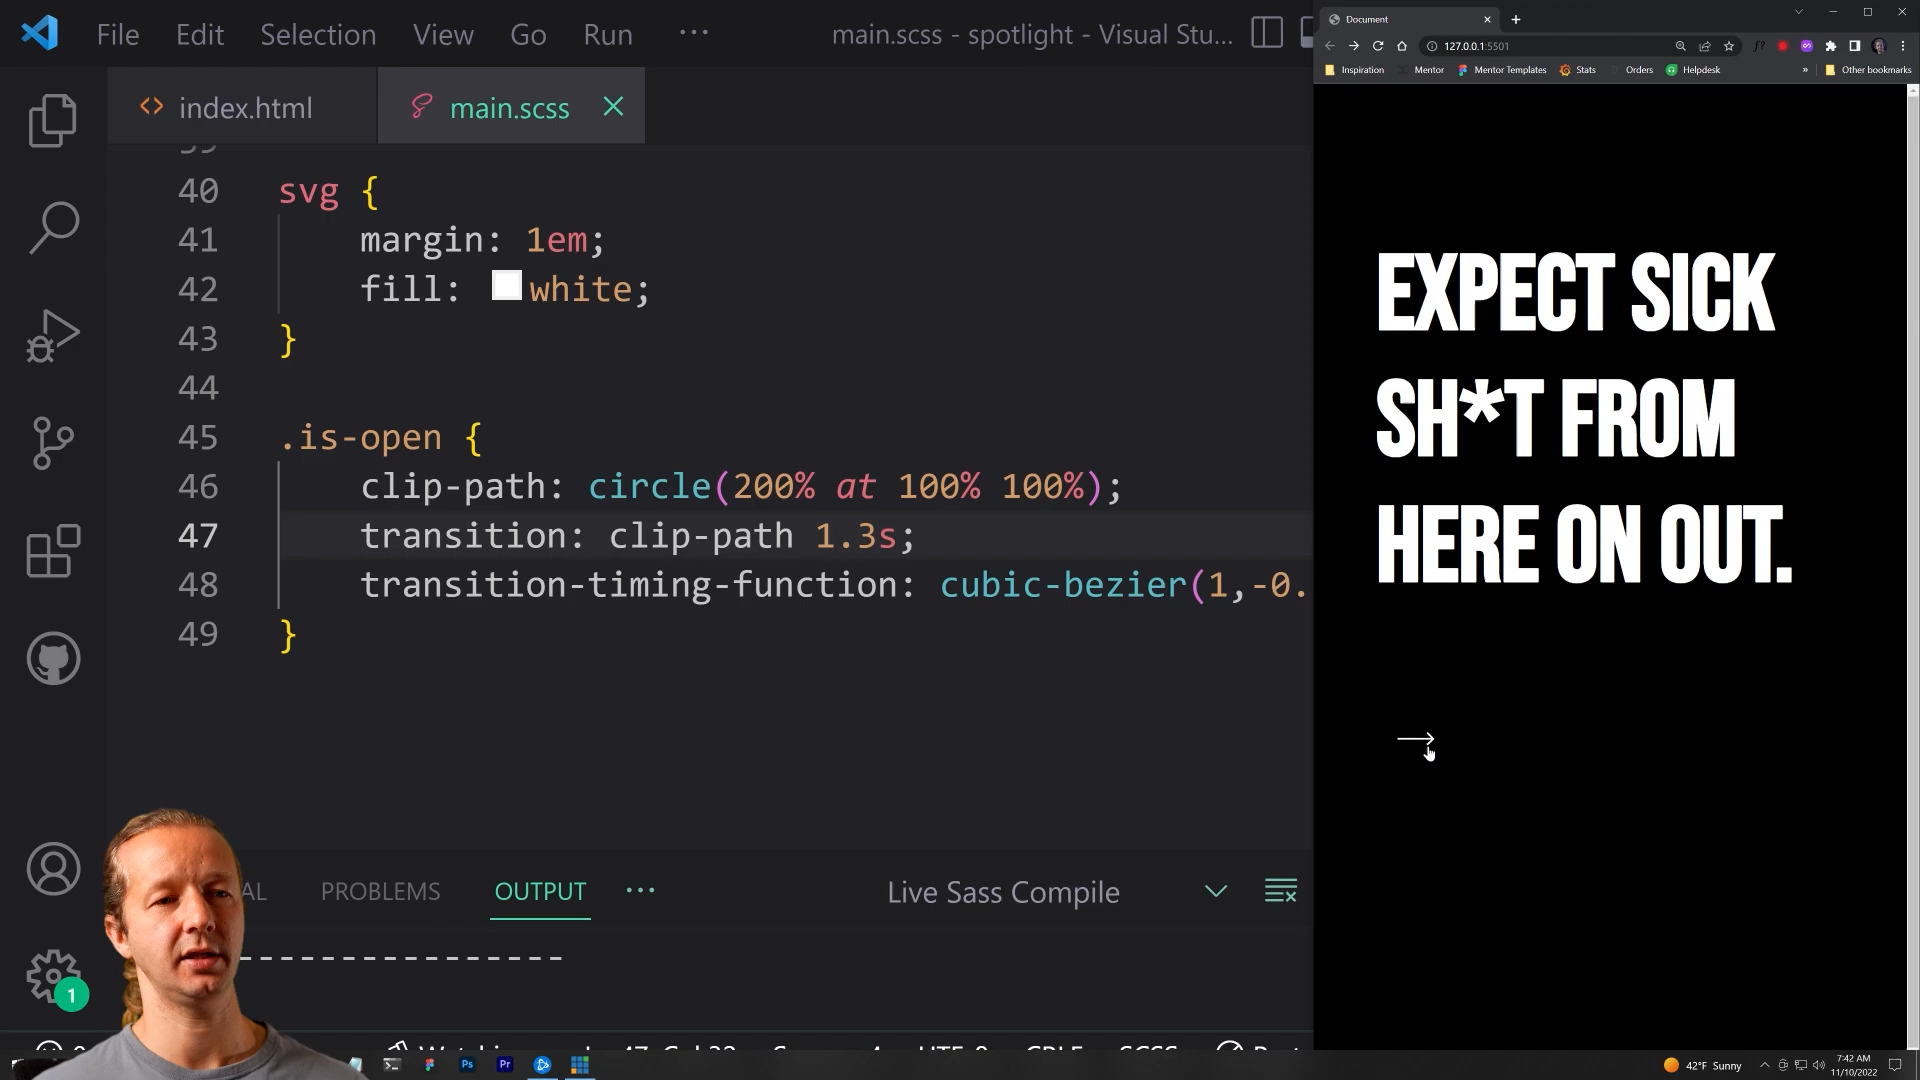 File Edit Selection View Go Run ··· main.scss - spotlight - Visual Stu...
index.html main.scss
40 svg {
41 margin: 1em;
42 fill: white;
43 }
44
45 .is-open {
46 clip-path: circle(200% at 100% 100%);
47 transition: clip-path 1.3s;
48 transition-timing-function: cubic-bezier(1,-0.
49 }
PROBLEMS OUTPUT ··· Live Sass Compile
----------------
1
Document
127.0.0.1:5501
Inspiration Mentor Mentor Templates Stats Orders Helpdesk » Other bookmarks
EXPECT SICK
SH*T FROM
HERE ON OUT.
Ps Pr
42°F Sunny
7:42 AM
11/10/2022